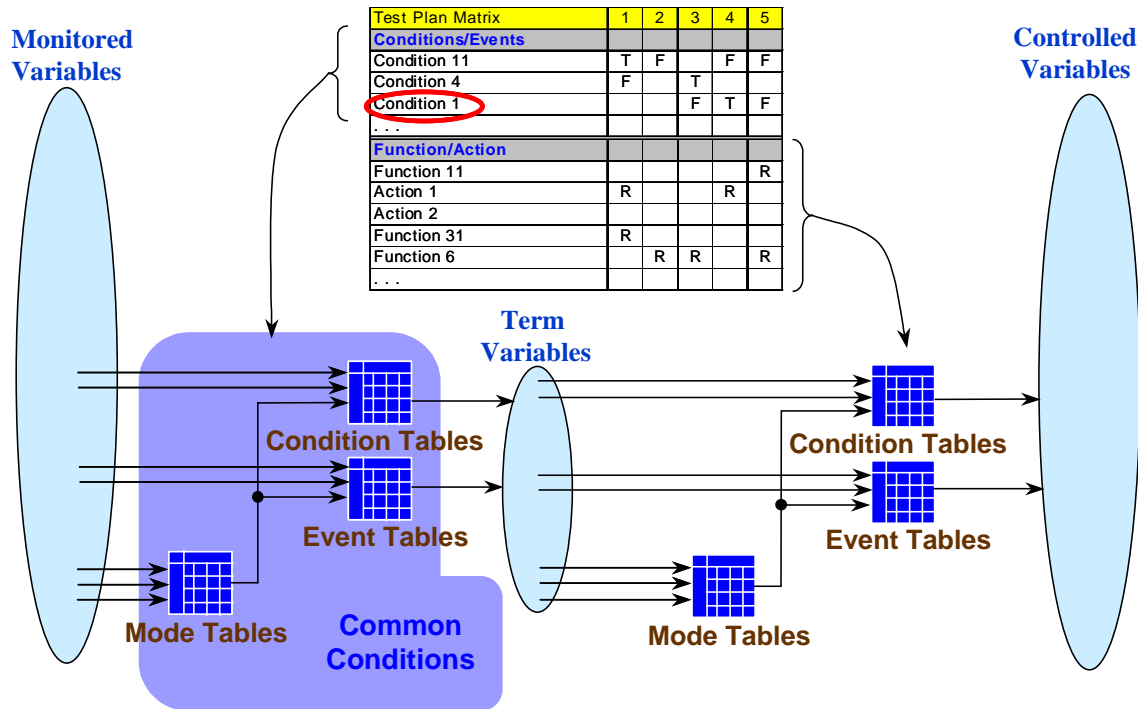 Monitored
Variables
Test Plan Matrix 1 2 3 4 5
Conditions/Events
Condition 11 T F F F
Condition 4 F T
Condition 1 F T F
. . .
Function/Action
Function 11 R
Action 1 R R
Action 2
Function 31 R
Function 6 R R R
. . .
Controlled
Variables
Term
Variables
Condition Tables
Event Tables
Mode Tables
Common
Conditions
Condition Tables
Event Tables
Mode Tables